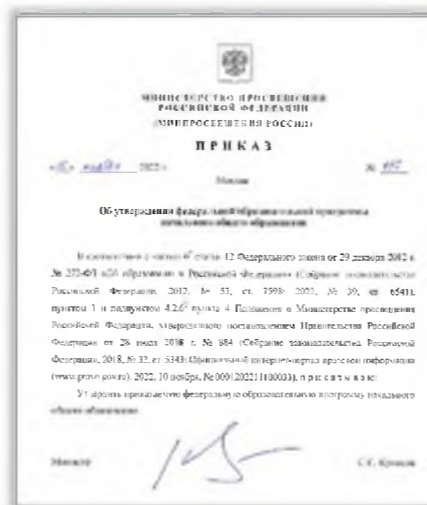 МИНИСТЕРСТВО ПРОСВЕЩЕНИЯ
РОССИЙСКОЙ ФЕДЕРАЦИИ
(МИНПРОСВЕЩЕНИЯ РОССИИ)
ПРИКАЗ
2022 г. №
Москва
Об утверждении федеральной образовательной программы
начального общего образования
В соответствии с частью 6 статьи 12 Федерального закона от 29 декабря 2012 г.
№ 273-ФЗ «Об образовании в Российской Федерации» (Собрание законодательства
Российской Федерации, 2012, № 53, ст. 7598; 2022, № 39, ст. 6541),
пунктом 1 и подпунктом 4.2.6 пункта 4 Положения о Министерстве просвещения
Российской Федерации, утвержденного постановлением Правительства Российской
Федерации от 28 июля 2018 г. № 884 (Собрание законодательства Российской
Федерации, 2018, № 32, ст. 5343; Официальный интернет-портал правовой информации
(www.pravo.gov.ru), 2022, 10 ноября, № 0001202211100033), приказываю:
Утвердить прилагаемую федеральную образовательную программу начального
общего образования.
Министр С.С. Кравцов